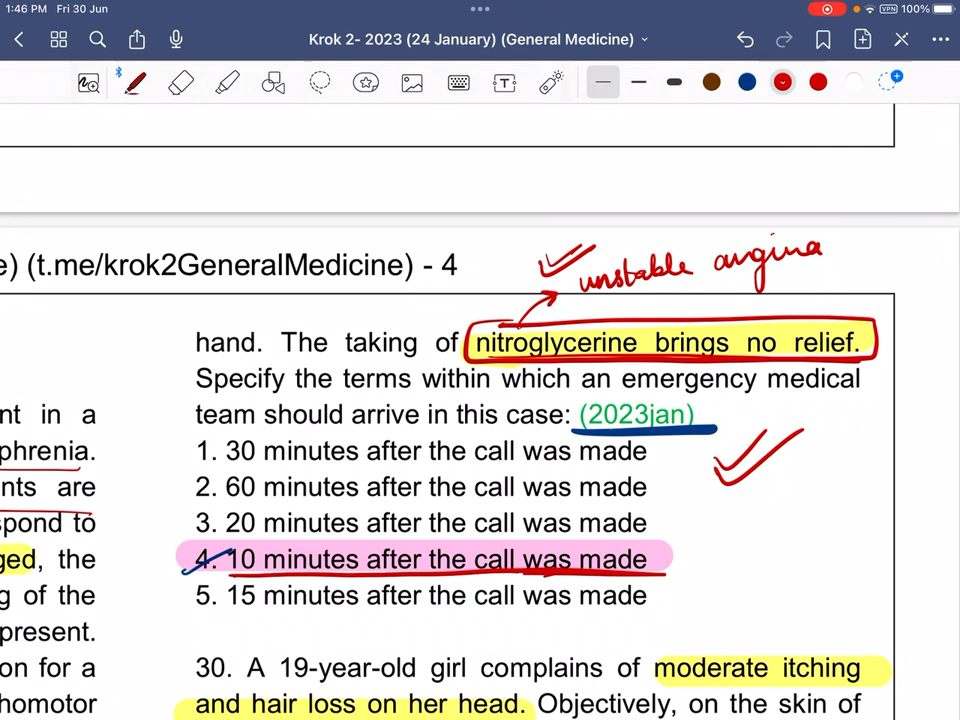 1:46 PM Fri 30 Jun
VPN 100%
Krok 2- 2023 (24 January) (General Medicine)
e) (t.me/krok2GeneralMedicine) - 4
unstable angina
nt in a
phrenia.
nts are
spond to
ged, the
g of the
present.
on for a
homotor
hand. The taking of nitroglycerine brings no relief.
Specify the terms within which an emergency medical
team should arrive in this case: (2023jan)
1. 30 minutes after the call was made
2. 60 minutes after the call was made
3. 20 minutes after the call was made
4. 10 minutes after the call was made
5. 15 minutes after the call was made
30. A 19-year-old girl complains of moderate itching
and hair loss on her head. Objectively, on the skin of